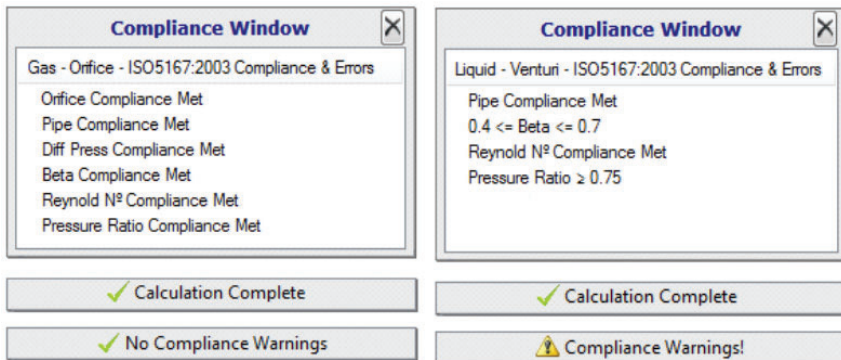 Compliance Window
Gas - Orifice - ISO5167:2003 Compliance & Errors
Orifice Compliance Met
Pipe Compliance Met
Diff Press Compliance Met
Beta Compliance Met
Reynold Nº Compliance Met
Pressure Ratio Compliance Met
Calculation Complete
No Compliance Warnings
Compliance Window
Liquid - Venturi - ISO5167:2003 Compliance & Errors
Pipe Compliance Met
0.4 <= Beta <= 0.7
Reynold Nº Compliance Met
Pressure Ratio ≥ 0.75
Calculation Complete
Compliance Warnings!